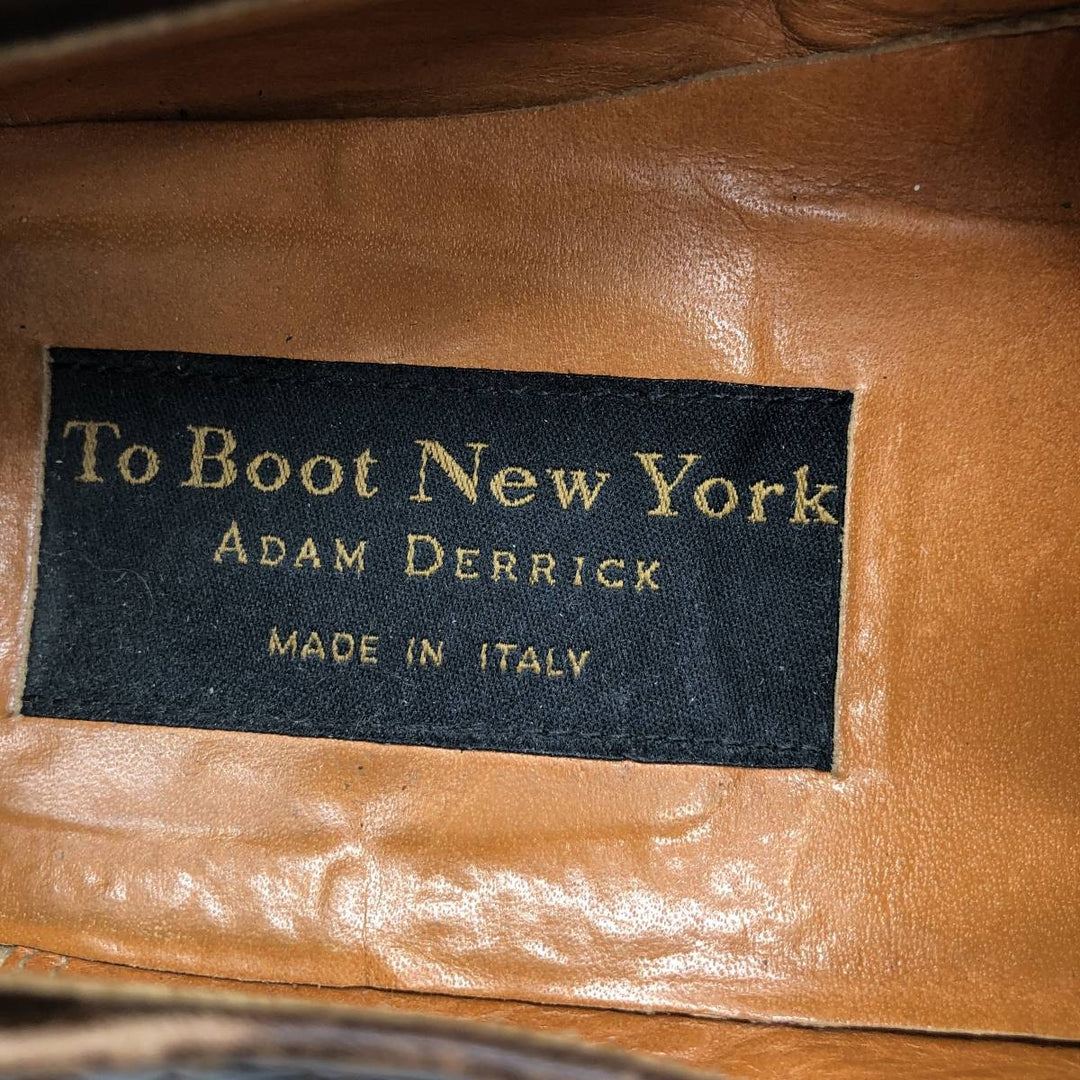 To Boot New York
ADAM DERRICK
MADE IN ITALY